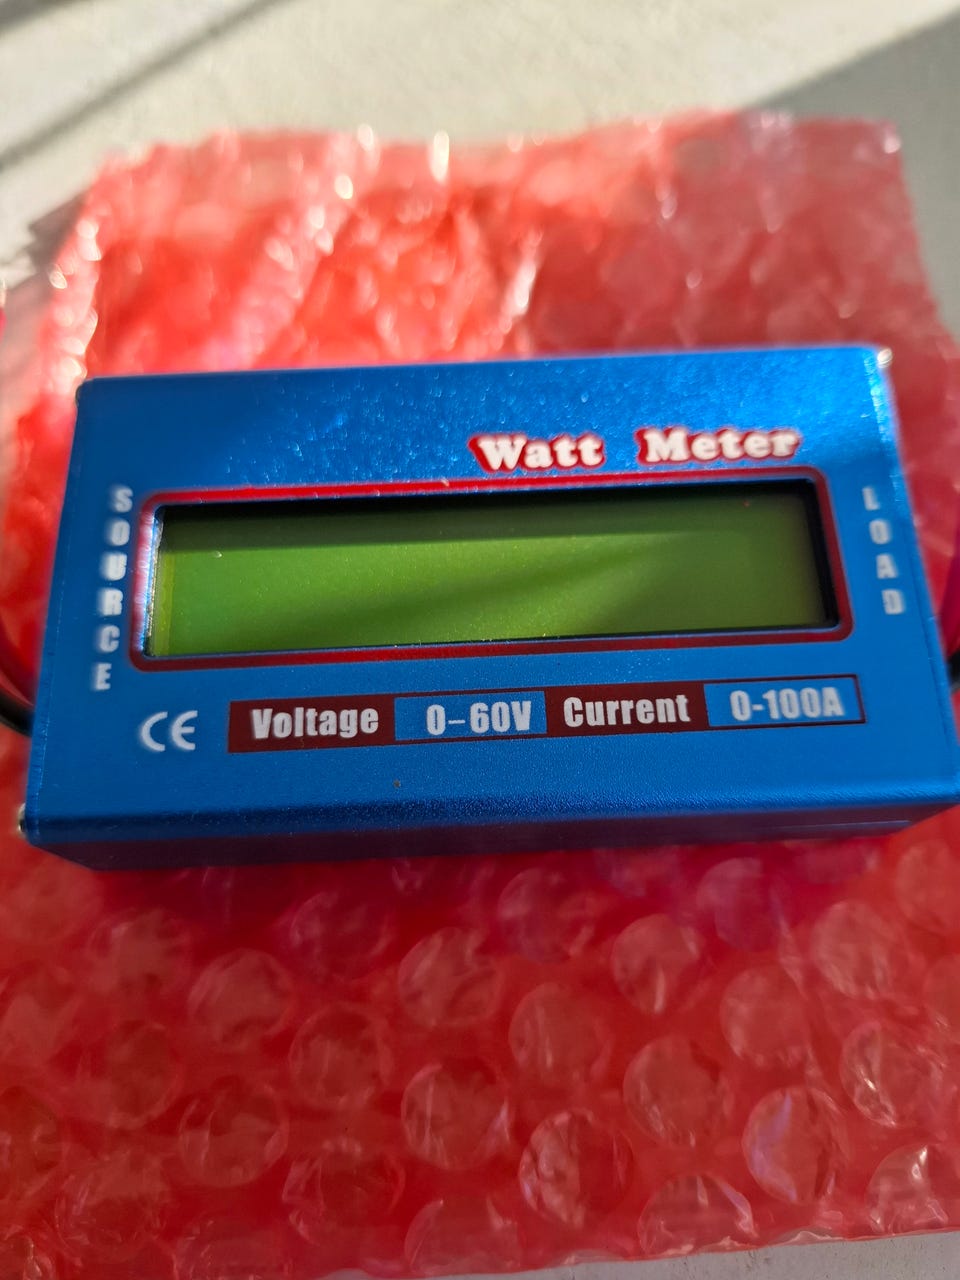 Watt Meter
SOURCE
LOAD
CE Voltage 0-60V Current 0-100A